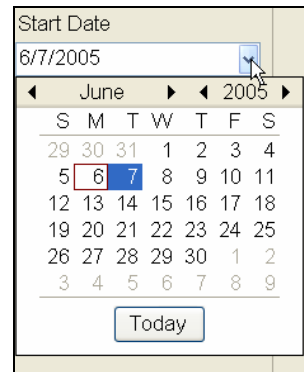 Start Date
6/7/2005
June 2005
S M T W T F S
29 30 31 1 2 3 4
5 6 7 8 9 10 11
12 13 14 15 16 17 18
19 20 21 22 23 24 25
26 27 28 29 30 1 2
3 4 5 6 7 8 9
Today